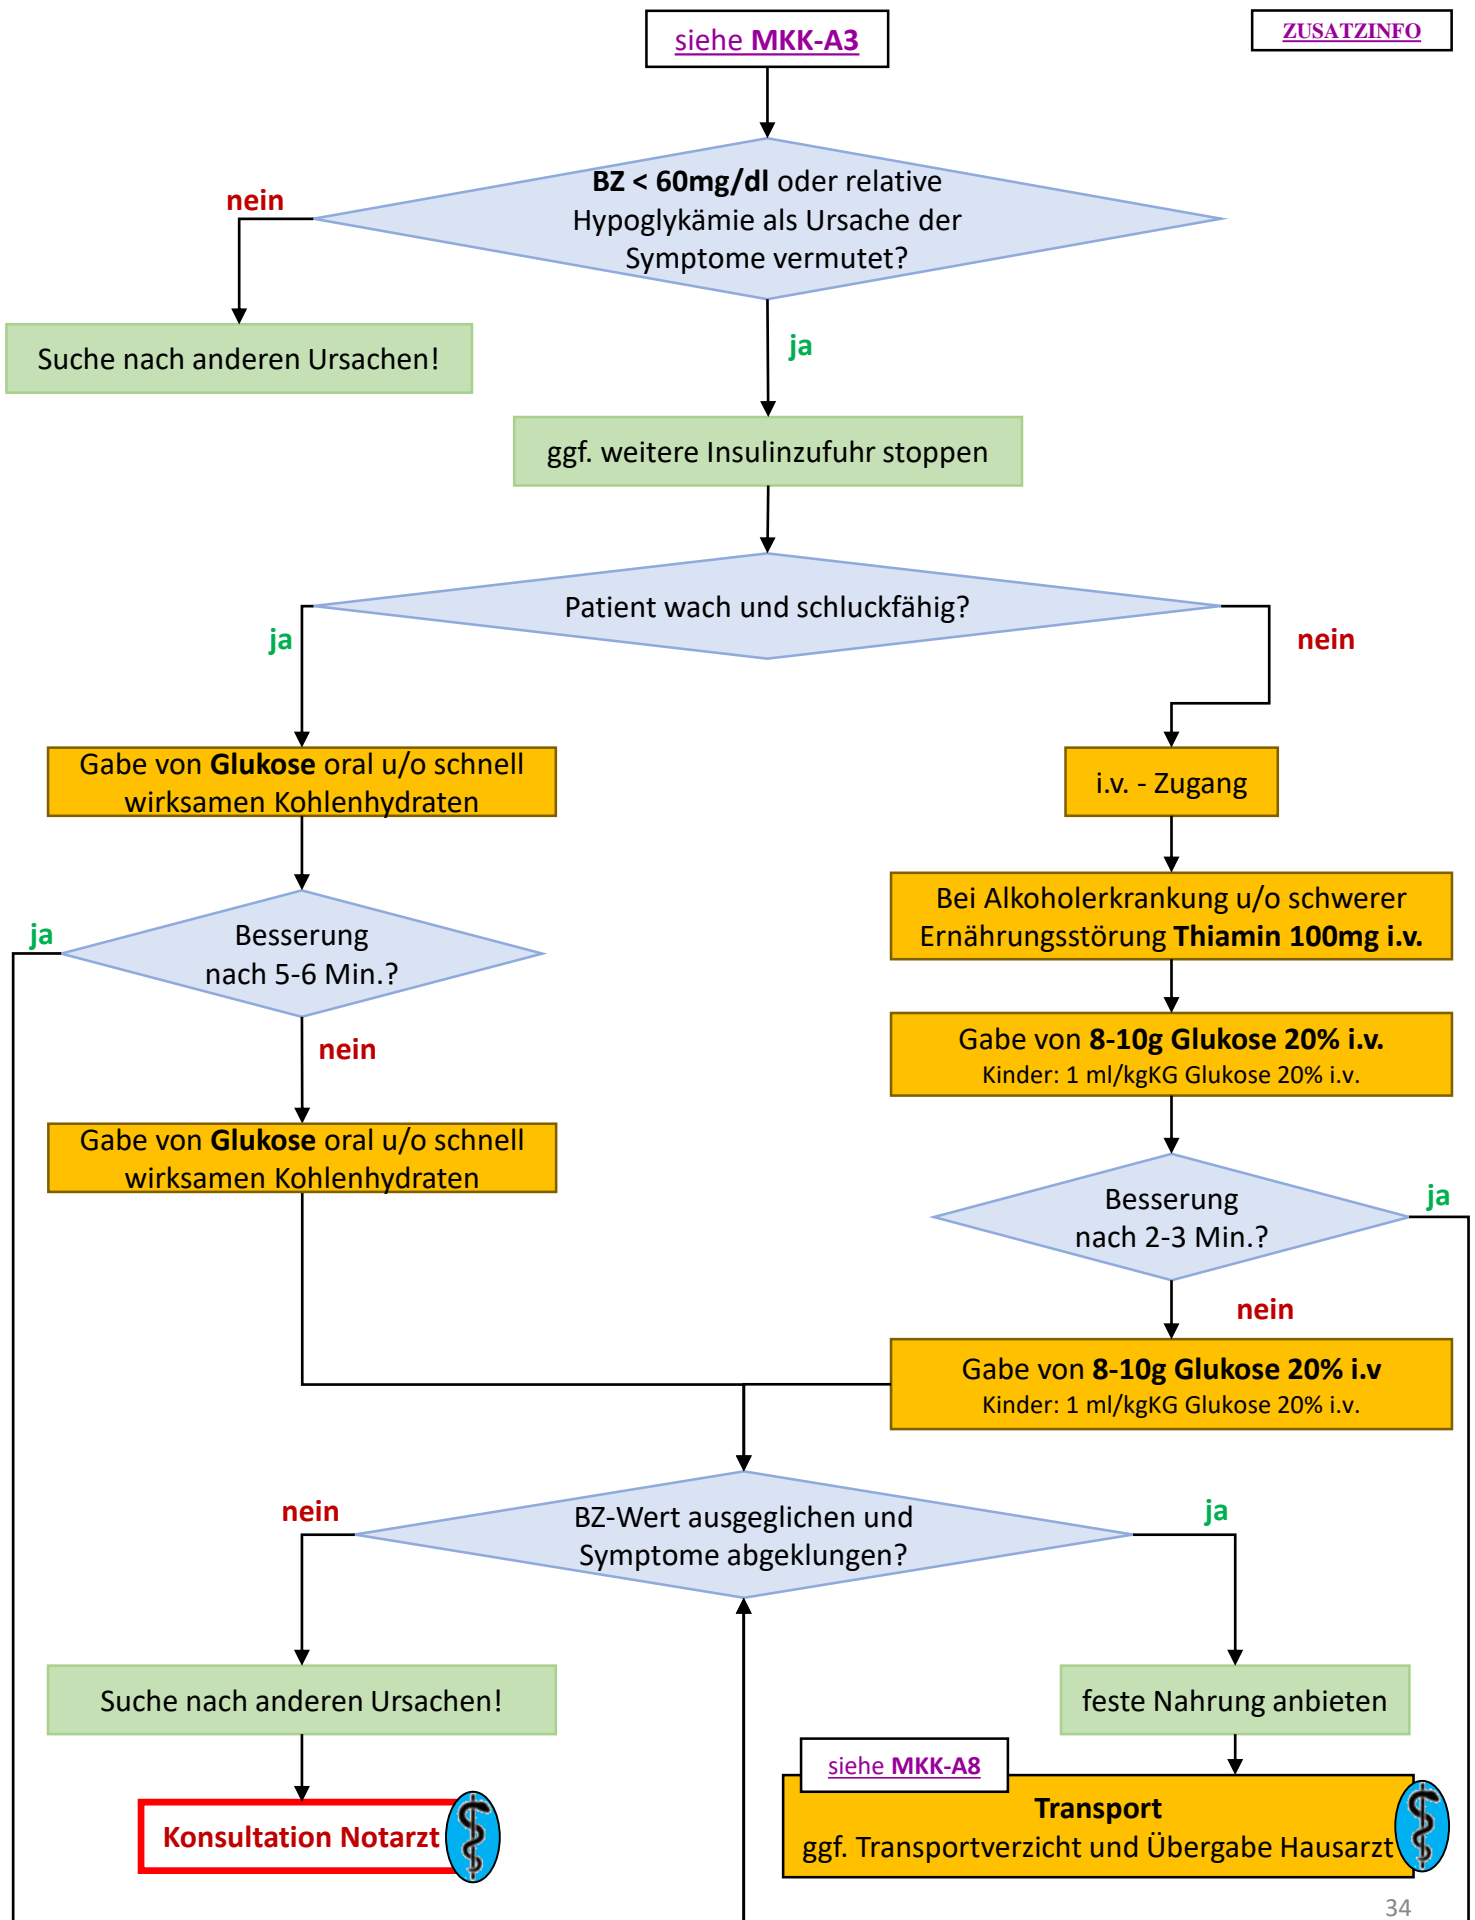 siehe MKK-A3
ZUSATZINFO
BZ < 60mg/dl oder relative
Hypoglykämie als Ursache der
Symptome vermutet?
nein
Suche nach anderen Ursachen!
ja
ggf. weitere Insulinzufuhr stoppen
Patient wach und schluckfähig?
ja
nein
Gabe von Glukose oral u/o schnell
wirksamen Kohlenhydraten
i.v. - Zugang
Bei Alkoholerkrankung u/o schwerer
Ernährungsstörung Thiamin 100mg i.v.
ja
Besserung
nach 5-6 Min.?
nein
Gabe von 8-10g Glukose 20% i.v.
Kinder: 1 ml/kgKG Glukose 20% i.v.
Gabe von Glukose oral u/o schnell
wirksamen Kohlenhydraten
Besserung
nach 2-3 Min.?
ja
nein
Gabe von 8-10g Glukose 20% i.v
Kinder: 1 ml/kgKG Glukose 20% i.v.
nein
BZ-Wert ausgeglichen und
Symptome abgeklungen?
ja
Suche nach anderen Ursachen!
feste Nahrung anbieten
siehe MKK-A8
Konsultation Notarzt
Transport
ggf. Transportverzicht und Übergabe Hausarzt
34